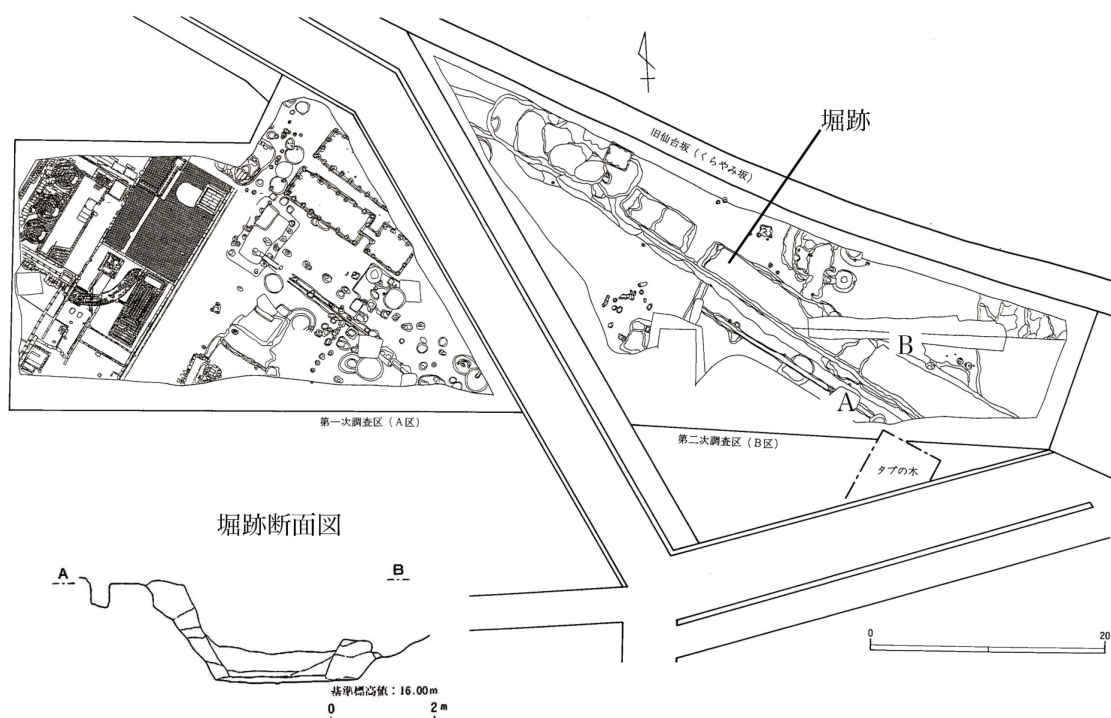 堀跡
旧仙台坂(くらやみ坂)
B
A
第一次調査区(A区)
第二次調査区(B区)
タブの木
堀跡断面図
A
B
基準標高値:16.00m
0
2
m
0
20